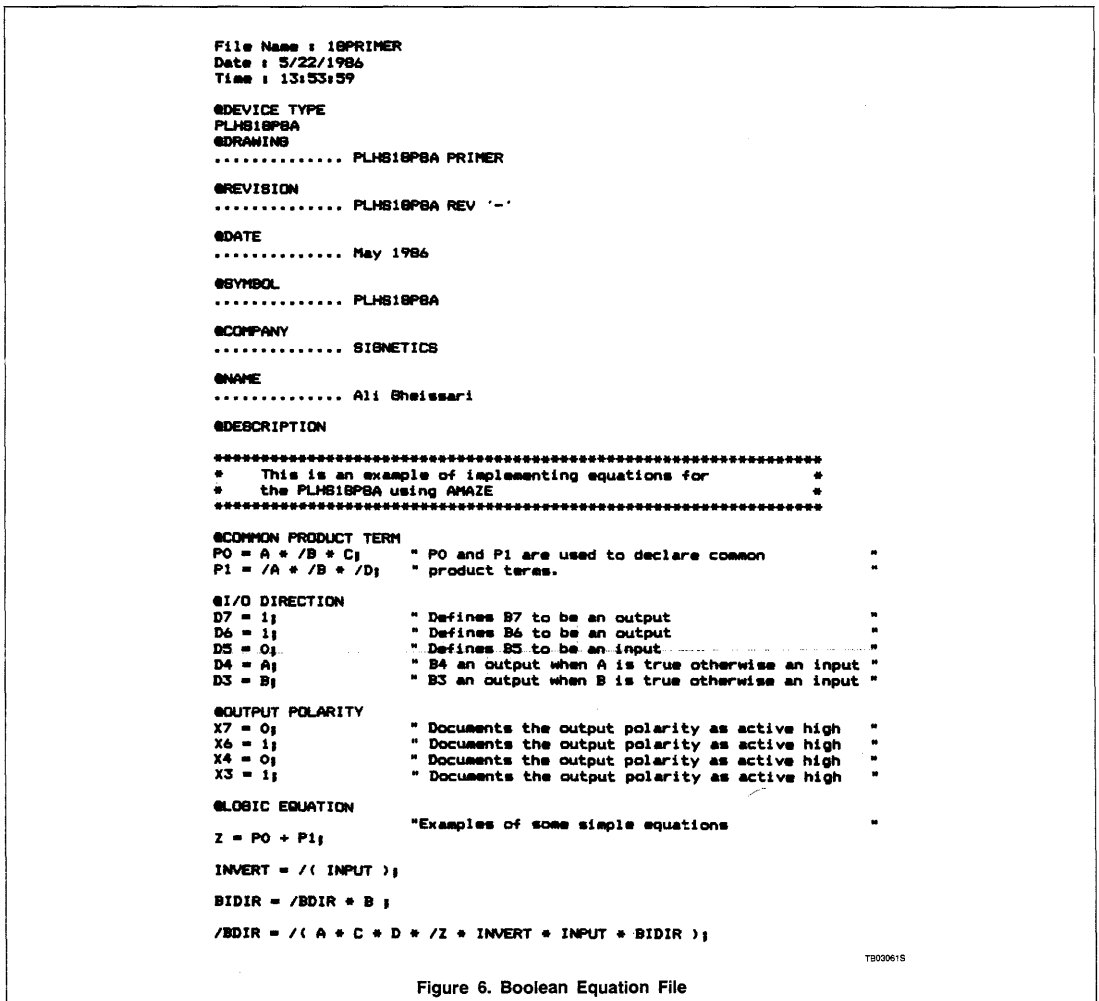 File Name : 18PRIMER
Date : 5/22/1986
Time : 13:53:59
@DEVICE TYPE
PLHS18P8A
@DRAWING
.............. PLHS18P8A PRIMER
@REVISION
.............. PLHS18P8A REV '-'
@DATE
.............. May 1986
@SYMBOL
.............. PLHS18P8A
@COMPANY
.............. SIGNETICS
@NAME
.............. Ali Gheissari
@DESCRIPTION
****************************************************************
* This is an example of implementing equations for *
* the PLHS18P8A using AMAZE *
****************************************************************
@COMMON PRODUCT TERM
P0 = A * /B * C; " P0 and P1 are used to declare common "
P1 = /A * /B * /D; " product terms. "
@I/O DIRECTION
D7 = 1; " Defines B7 to be an output "
D6 = 1; " Defines B6 to be an output "
D5 = 0; " Defines B5 to be an input "
D4 = A; " B4 an output when A is true otherwise an input "
D3 = B; " B3 an output when B is true otherwise an input "
@OUTPUT POLARITY
X7 = 0; " Documents the output polarity as active high "
X6 = 1; " Documents the output polarity as active high "
X4 = 0; " Documents the output polarity as active high "
X3 = 1; " Documents the output polarity as active high "
@LOGIC EQUATION
"Examples of some simple equations "
Z = P0 + P1;
INVERT = /( INPUT );
BIDIR = /BDIR * B ;
/BDIR = /( A * C * D * /Z * INVERT * INPUT * BIDIR );
TB03061S
Figure 6. Boolean Equation File